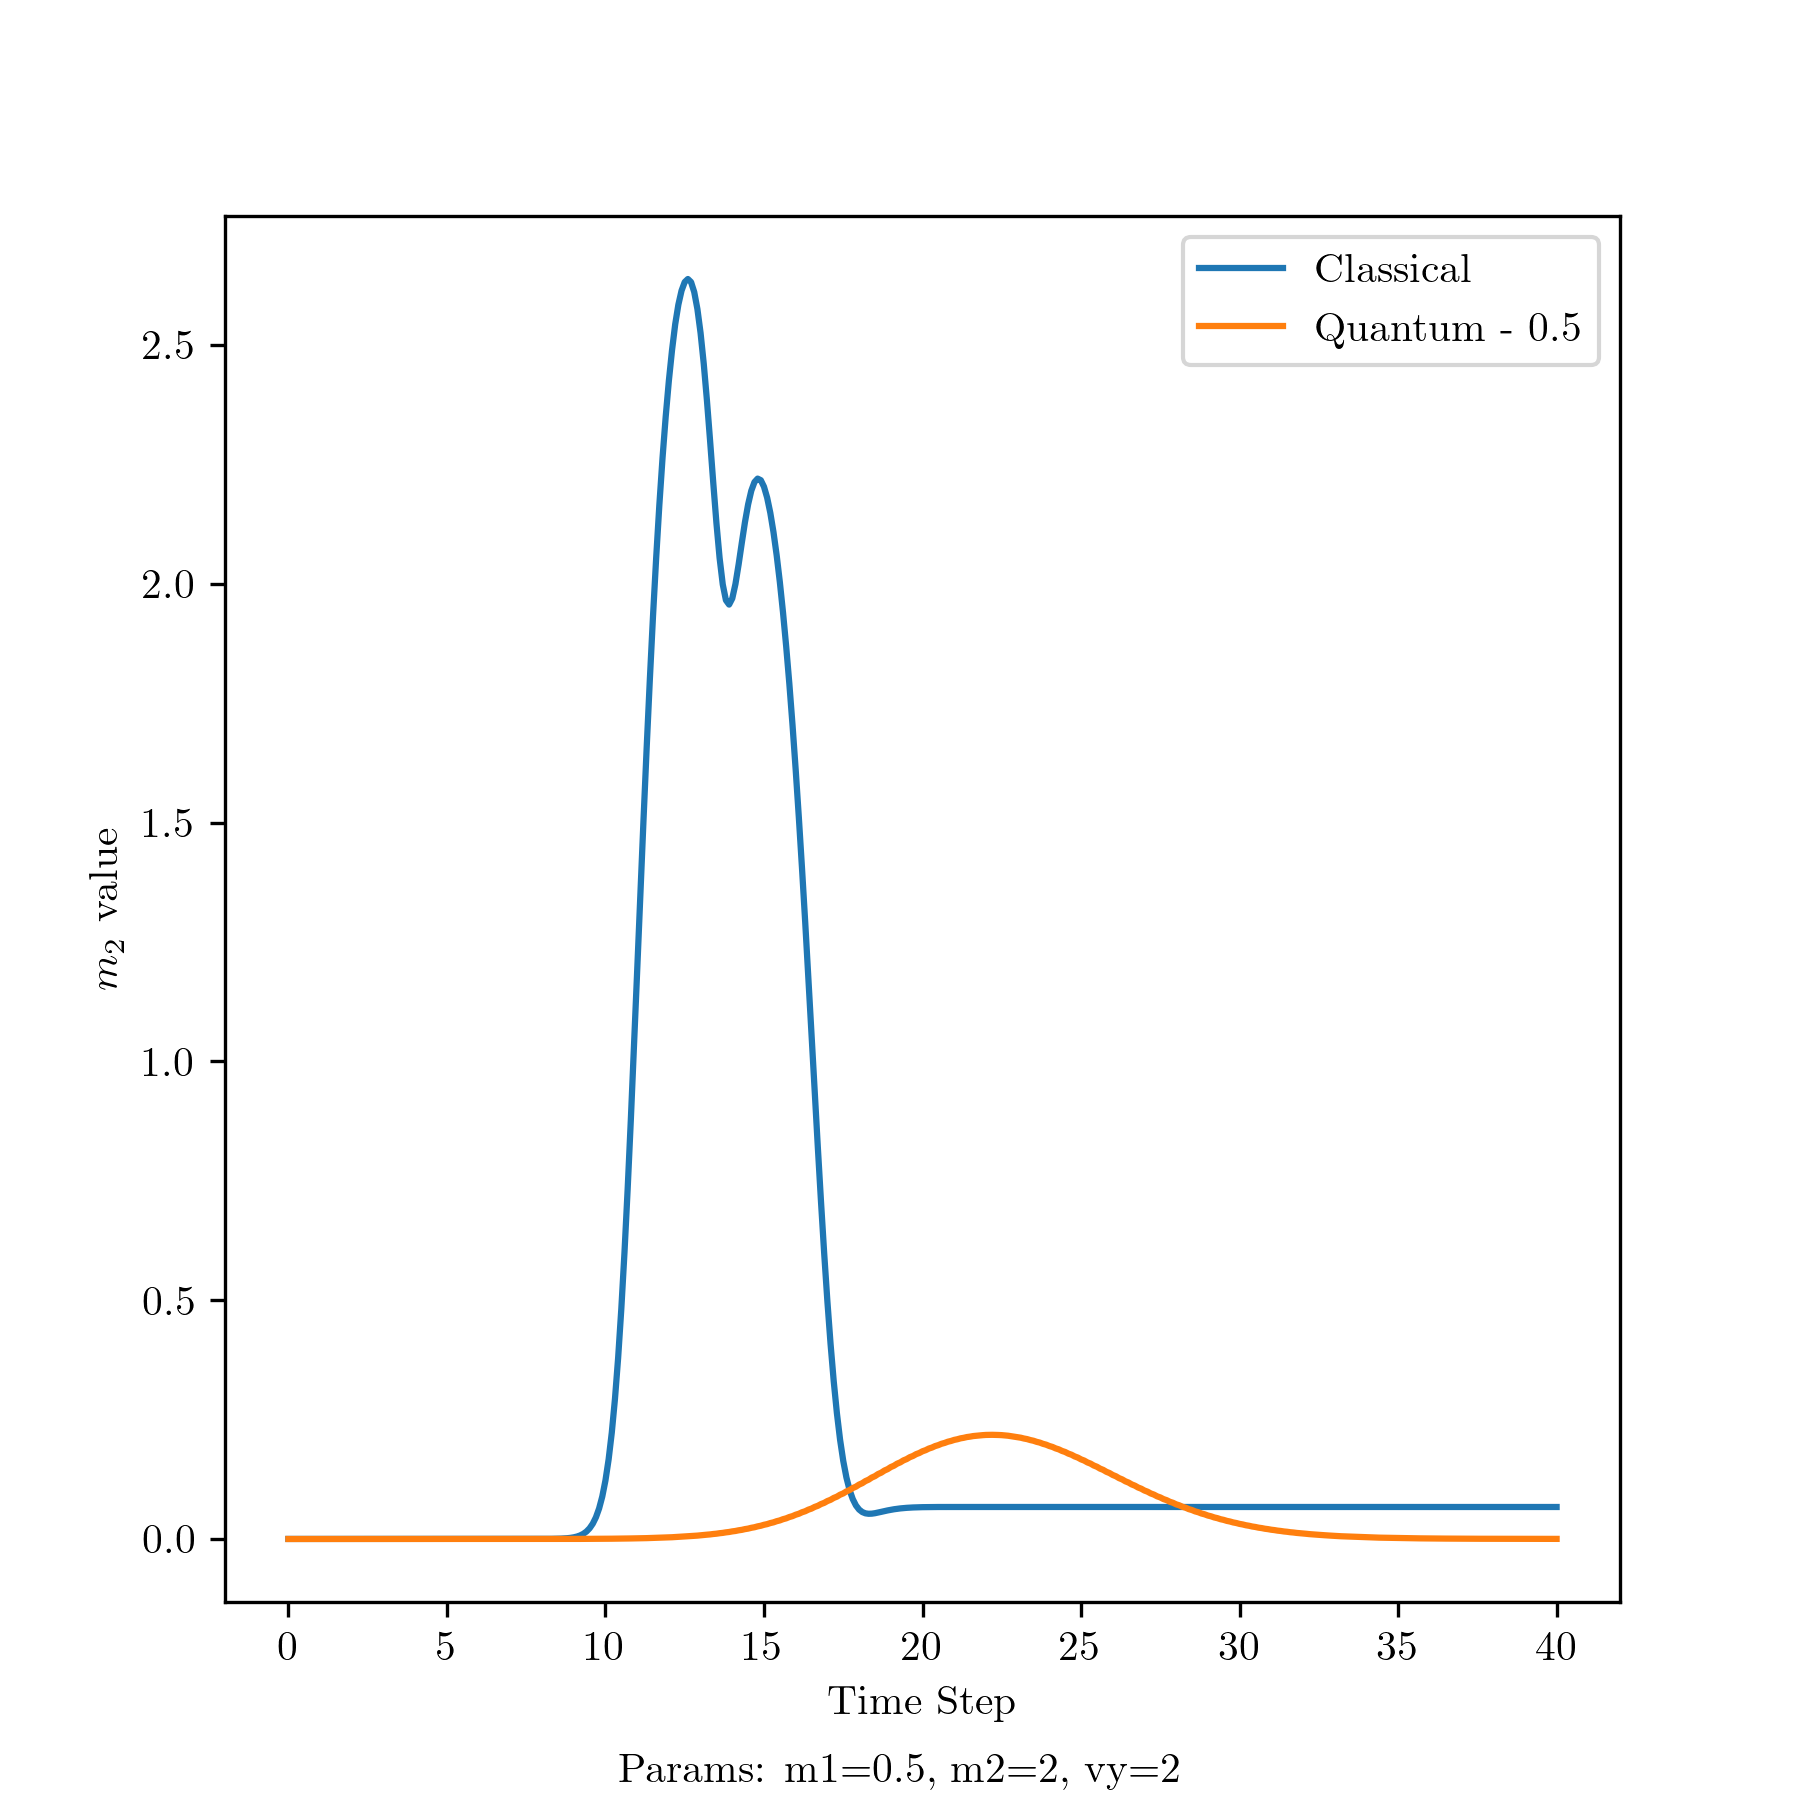 Classical
Quantum - 0.5
2.5
2.0
1.5
1.0
0.5
0.0
m₂ value
0 5 10 15 20 25 30 35 40
Time Step
Params: m1=0.5, m2=2, vy=2